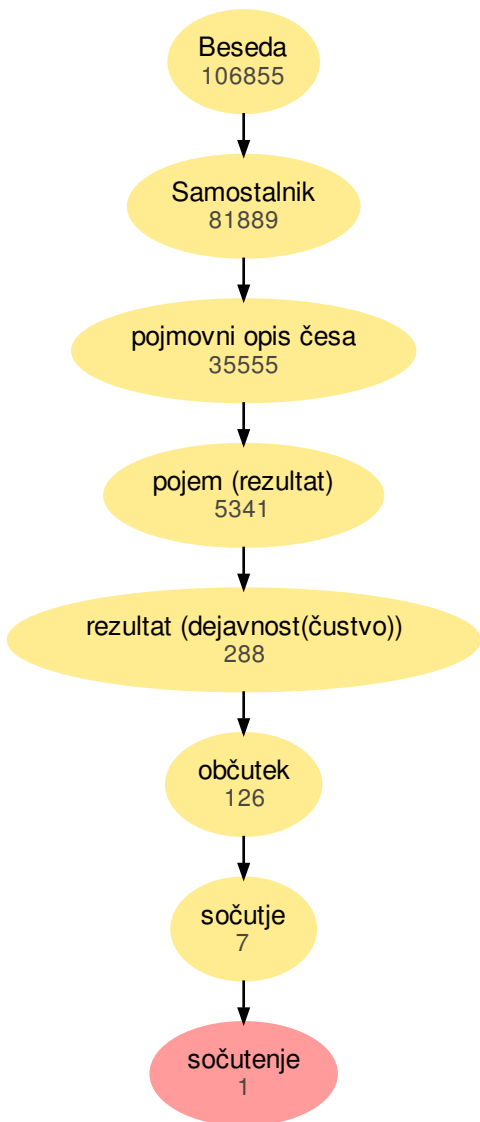 Beseda
106855
Samostalnik
81889
pojmovni opis česa
35555
pojem (rezultat)
5341
rezultat (dejavnost(čustvo))
288
občutek
126
sočutje
7
sočutenje
1